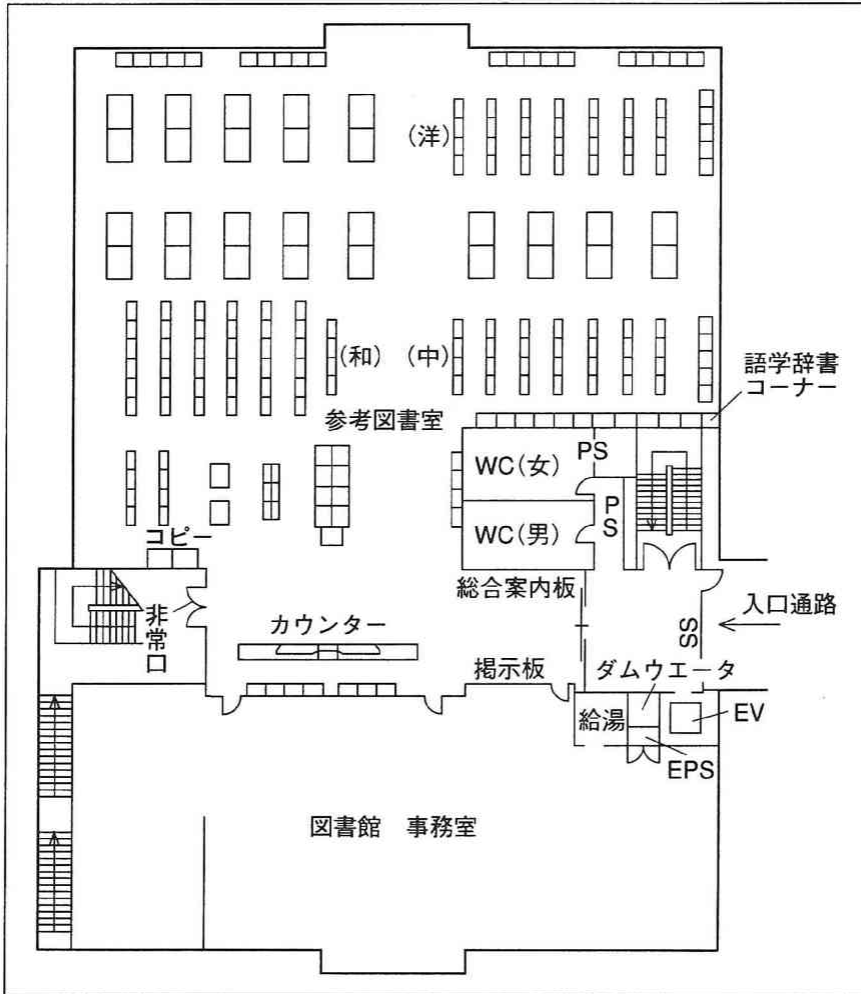 (洋)
(和)
(中)
語学辞書
コーナー
参考図書室
WC(女)
PS
PS
WC(男)
コピー
総合案内板
非常口
カウンター
入口通路
SS
掲示板
ダムウエータ
給湯
EV
EPS
図書館 事務室